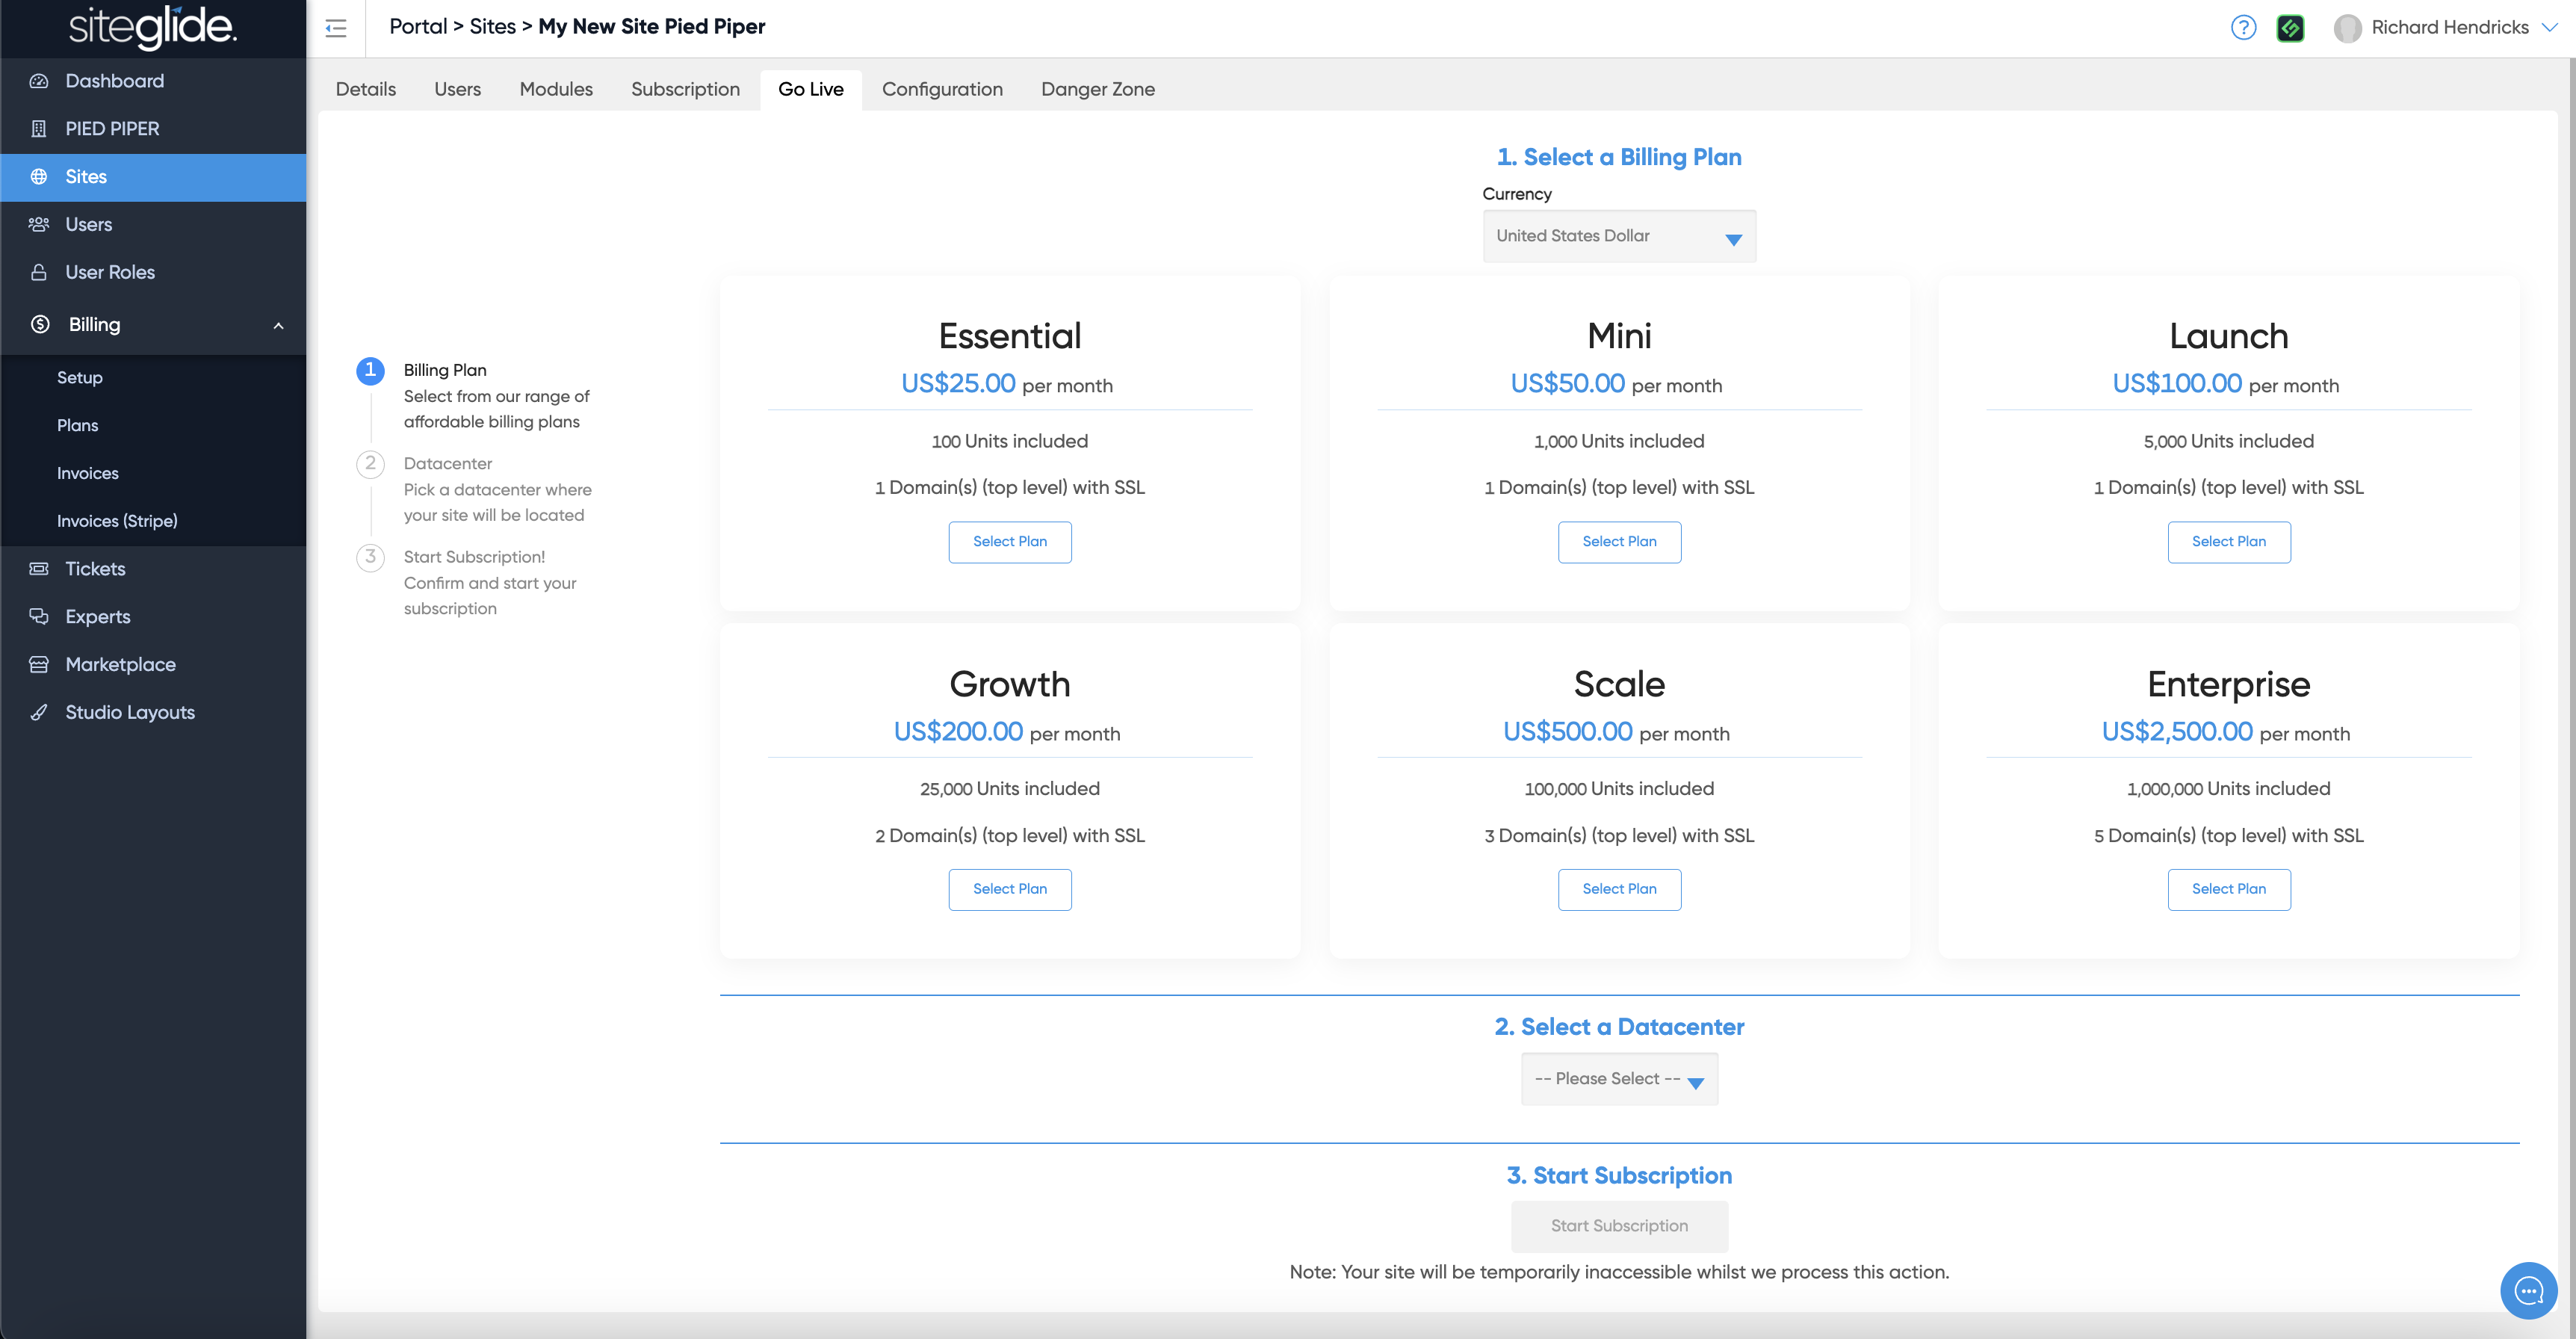 siteglide.
Portal > Sites > My New Site Pied Piper
?
Richard Hendricks
Dashboard
PIED PIPER
Sites
Users
User Roles
Billing
Setup
Plans
Invoices
Invoices (Stripe)
Tickets
Experts
Marketplace
Studio Layouts
Details
Users
Modules
Subscription
Go Live
Configuration
Danger Zone
1
Billing Plan
Select from our range of
affordable billing plans
2
Datacenter
Pick a datacenter where
your site will be located
3
Start Subscription!
Confirm and start your
subscription
1. Select a Billing Plan
Currency
United States Dollar
Essential
US$25.00 per month
100 Units included
1 Domain(s) (top level) with SSL
Select Plan
Mini
US$50.00 per month
1,000 Units included
1 Domain(s) (top level) with SSL
Select Plan
Launch
US$100.00 per month
5,000 Units included
1 Domain(s) (top level) with SSL
Select Plan
Growth
US$200.00 per month
25,000 Units included
2 Domain(s) (top level) with SSL
Select Plan
Scale
US$500.00 per month
100,000 Units included
3 Domain(s) (top level) with SSL
Select Plan
Enterprise
US$2,500.00 per month
1,000,000 Units included
5 Domain(s) (top level) with SSL
Select Plan
2. Select a Datacenter
-- Please Select --
3. Start Subscription
Start Subscription
Note: Your site will be temporarily inaccessible whilst we process this action.